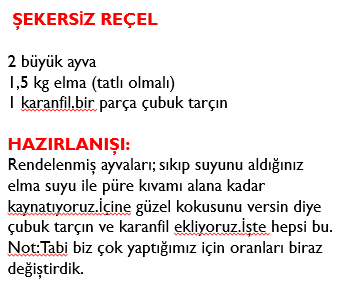 ŞEKERSİZ REÇEL
2 büyük ayva
1,5 kg elma (tatlı olmalı)
1 karanfil,bir parça çubuk tarçın
HAZIRLANIŞI:
Rendelenmiş ayvaları; sıkıp suyunu aldığınız
elma suyu ile püre kıvamı alana kadar
kaynatıyoruz.İçine güzel kokusunu versin diye
çubuk tarçın ve karanfil ekliyoruz.İşte hepsi bu.
Not:Tabi biz çok yaptığımız için oranları biraz
değiştirdik.